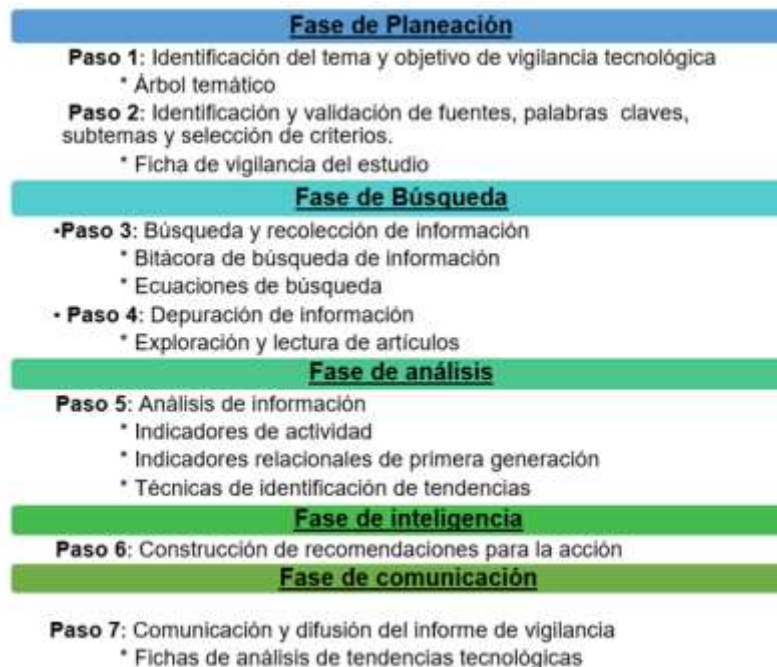 Fase de Planeación
Paso 1: Identificación del tema y objetivo de vigilancia tecnológica
* Árbol temático
Paso 2: Identificación y validación de fuentes, palabras claves,
subtemas y selección de criterios.
* Ficha de vigilancia del estudio
Fase de Búsqueda
•Paso 3: Búsqueda y recolección de información
* Bitácora de búsqueda de información
* Ecuaciones de búsqueda
• Paso 4: Depuración de información
* Exploración y lectura de artículos
Fase de análisis
Paso 5: Análisis de información
* Indicadores de actividad
* Indicadores relacionales de primera generación
* Técnicas de identificación de tendencias
Fase de inteligencia
Paso 6: Construcción de recomendaciones para la acción
Fase de comunicación
Paso 7: Comunicación y difusión del informe de vigilancia
* Fichas de análisis de tendencias tecnológicas